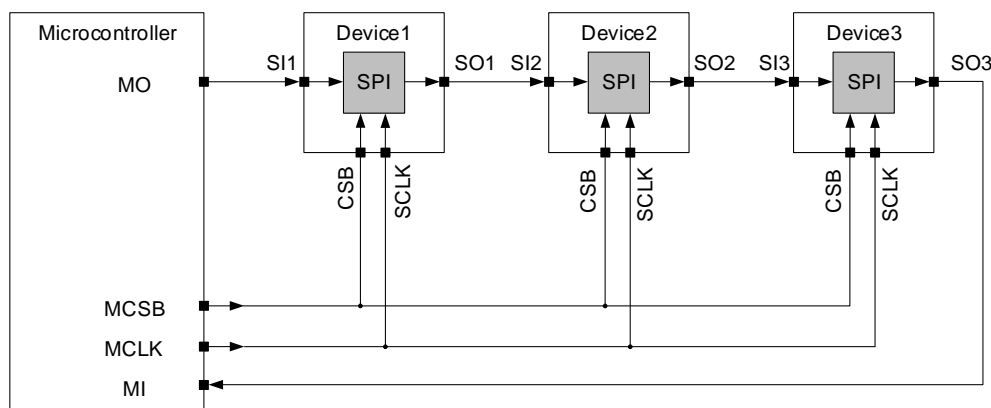 Microcontroller
Device1
Device2
Device3
MO
SI1
SPI
SO1
SI2
SPI
SO2
SI3
SPI
SO3
CSB
SCLK
CSB
SCLK
CSB
SCLK
MCSB
MCLK
MI